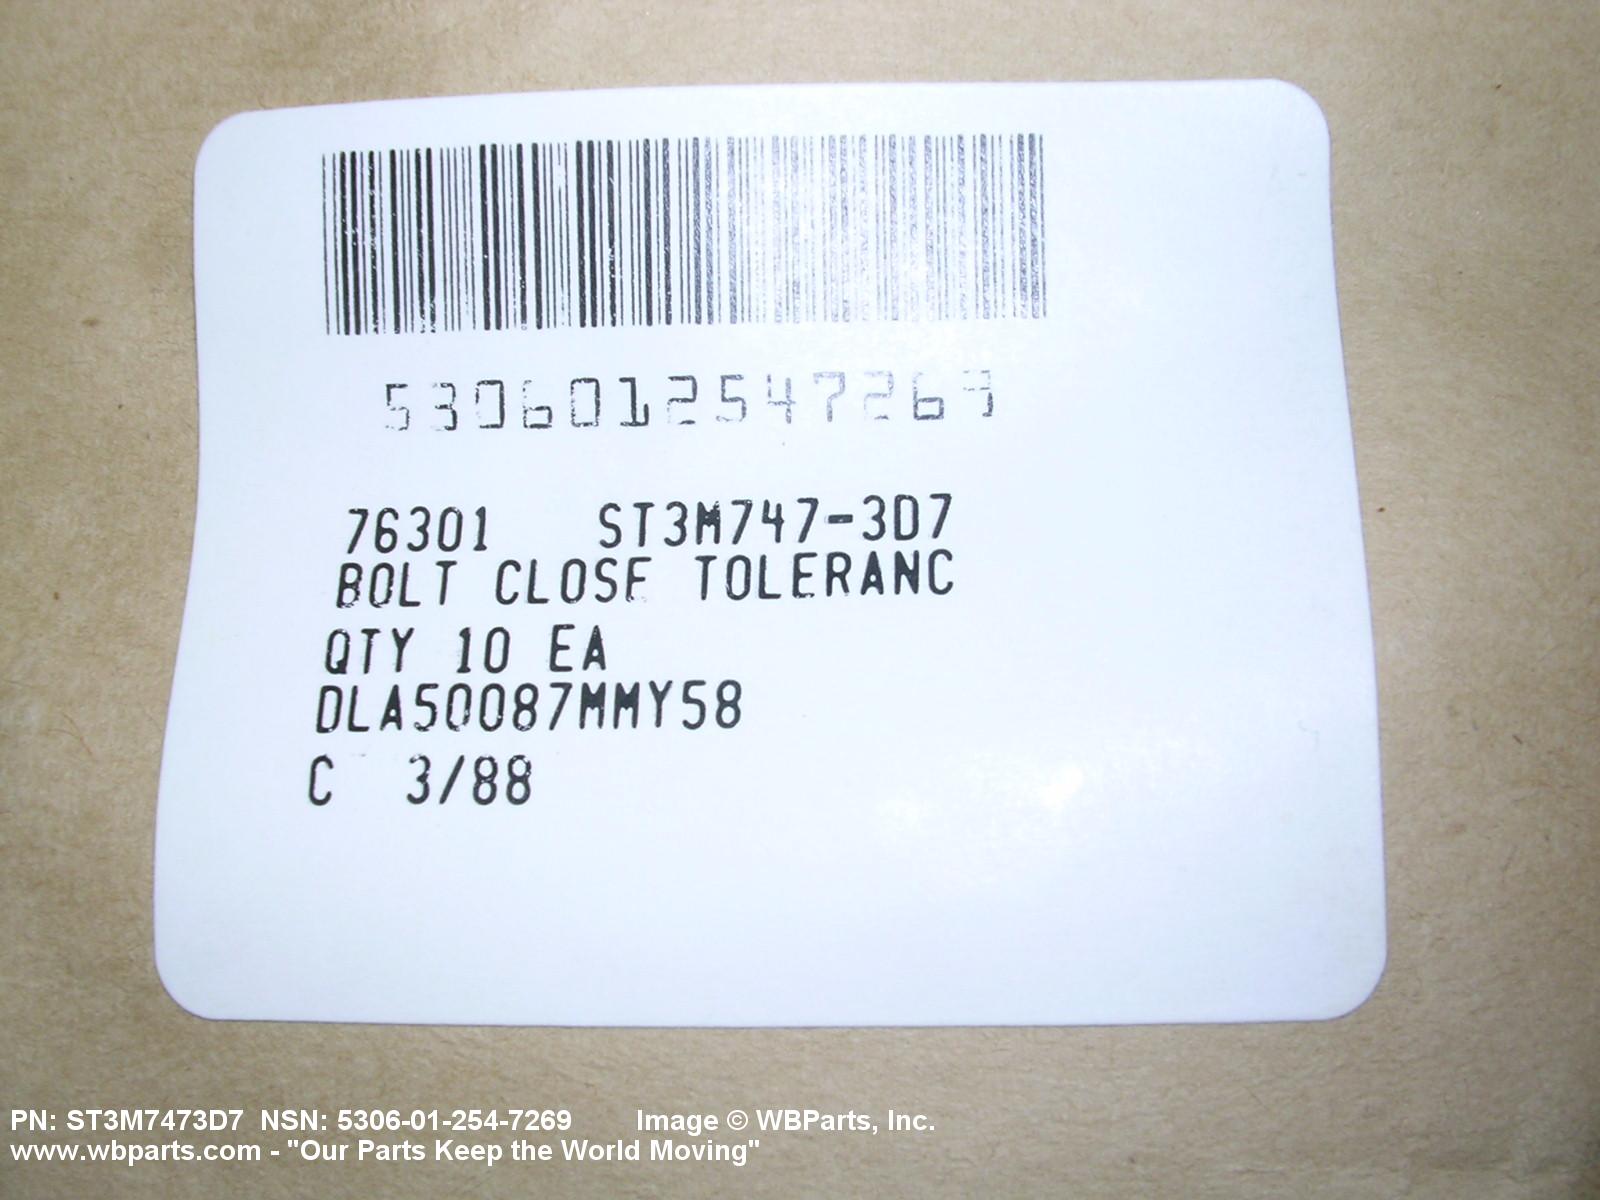 5306012547269
76301 ST3M747-3D7
BOLT CLOSE TOLERANC
QTY 10 EA
DLA50087MMY58
C 3/88
PN: ST3M7473D7 NSN: 5306-01-254-7269 Image © WBParts, Inc.
www.wbparts.com - "Our Parts Keep the World Moving"